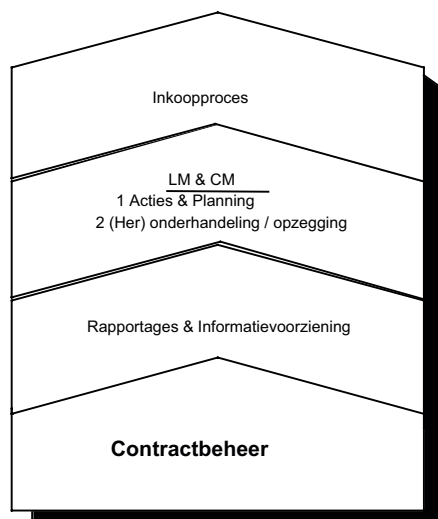 Inkoopproces
LM & CM
1 Acties & Planning
2 (Her) onderhandeling / opzegging
Rapportages & Informatievoorziening
Contractbeheer